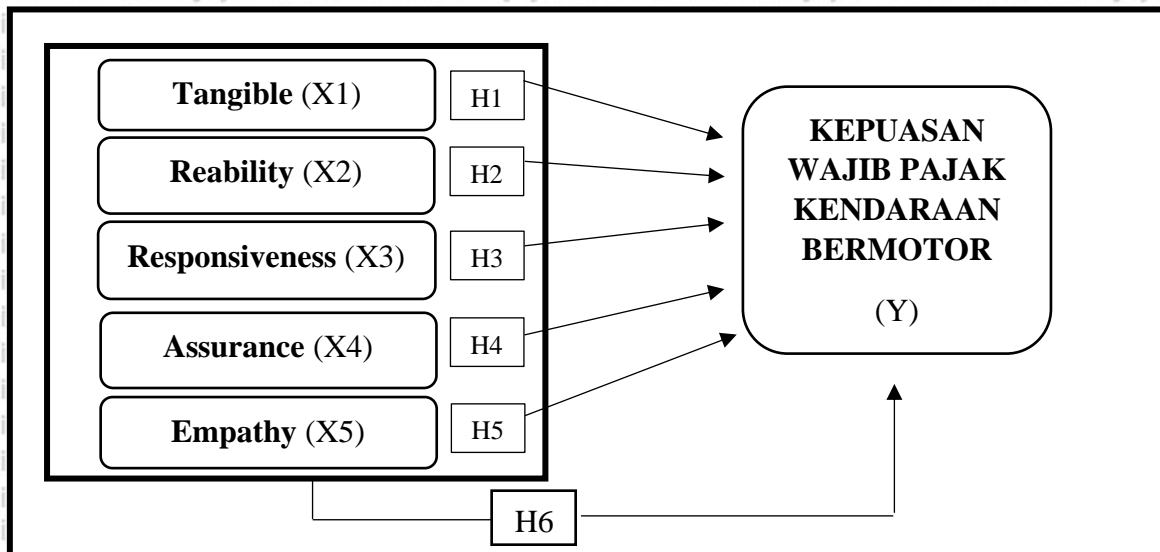 Tangible (X1)
H1
Reability (X2)
H2
Responsiveness (X3)
H3
Assurance (X4)
H4
Empathy (X5)
H5
KEPUASAN
WAJIB PAJAK
KENDARAAN
BERMOTOR
(Y)
H6